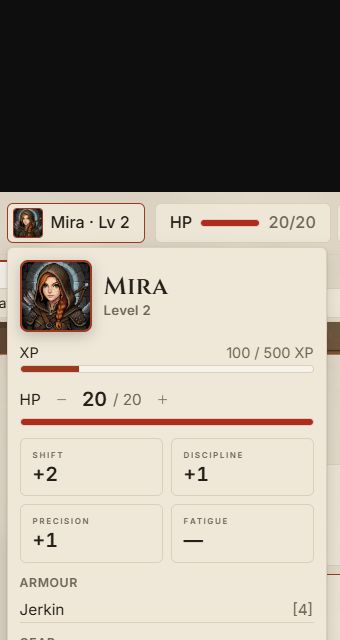 Mira · Lv 2
HP 20/20
Mira
Level 2
XP 100 / 500 XP
HP − 20 / 20 +
SHIFT
+2
DISCIPLINE
+1
PRECISION
+1
FATIGUE
—
ARMOUR
Jerkin [4]